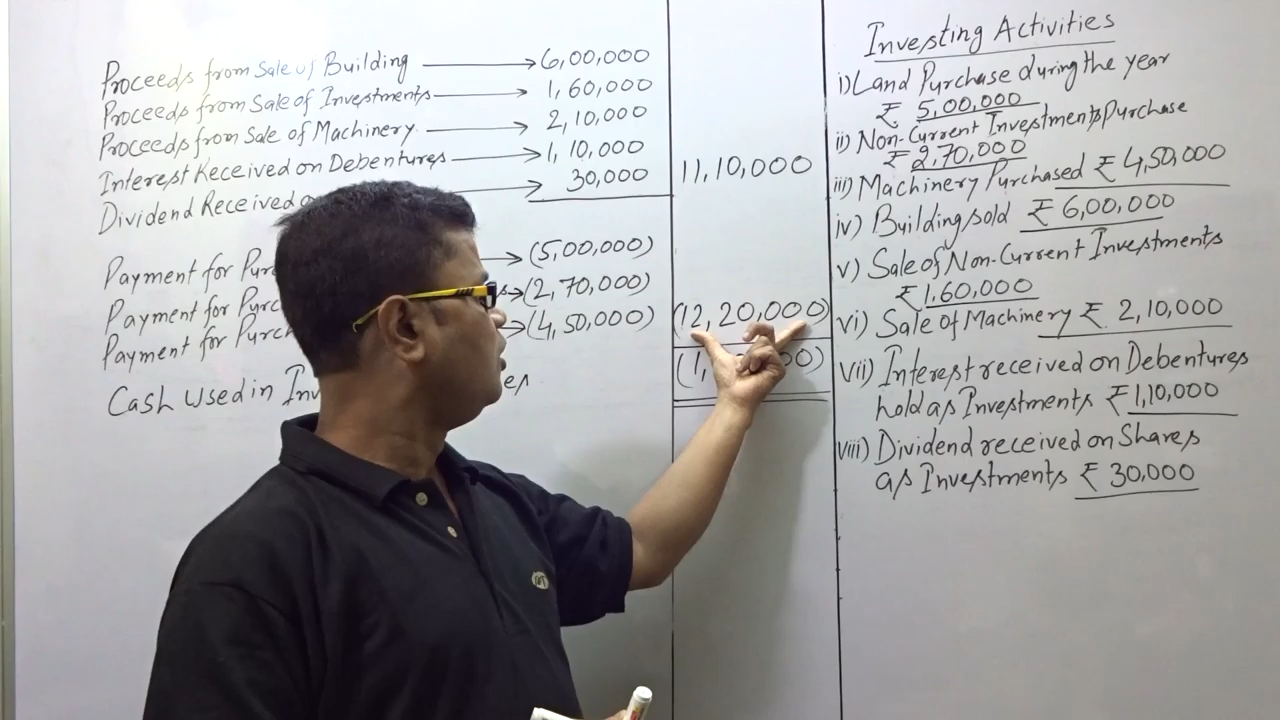 Proceeds from Sale of Building → 6,00,000
Proceeds from Sale of Investments → 1,60,000
Proceeds from Sale of Machinery → 2,10,000
Interest Received on Debentures → 1,10,000
Dividend Received → 30,000
11,10,000
Payment for → (5,00,000)
Payment for → (2,70,000)
Payment for → (4,50,000)
(12,20,000)
Cash Used in
Investing Activities
i) Land Purchase during the year
₹ 5,00,000
ii) Non-Current Investments Purchase
₹ 2,70,000
iii) Machinery Purchased ₹ 4,50,000
iv) Building sold ₹ 6,00,000
v) Sale of Non-Current Investments
₹ 1,60,000
vi) Sale of Machinery ₹ 2,10,000
vii) Interest received on Debentures
hold as Investments ₹ 1,10,000
viii) Dividend received on Shares
as Investments ₹ 30,000